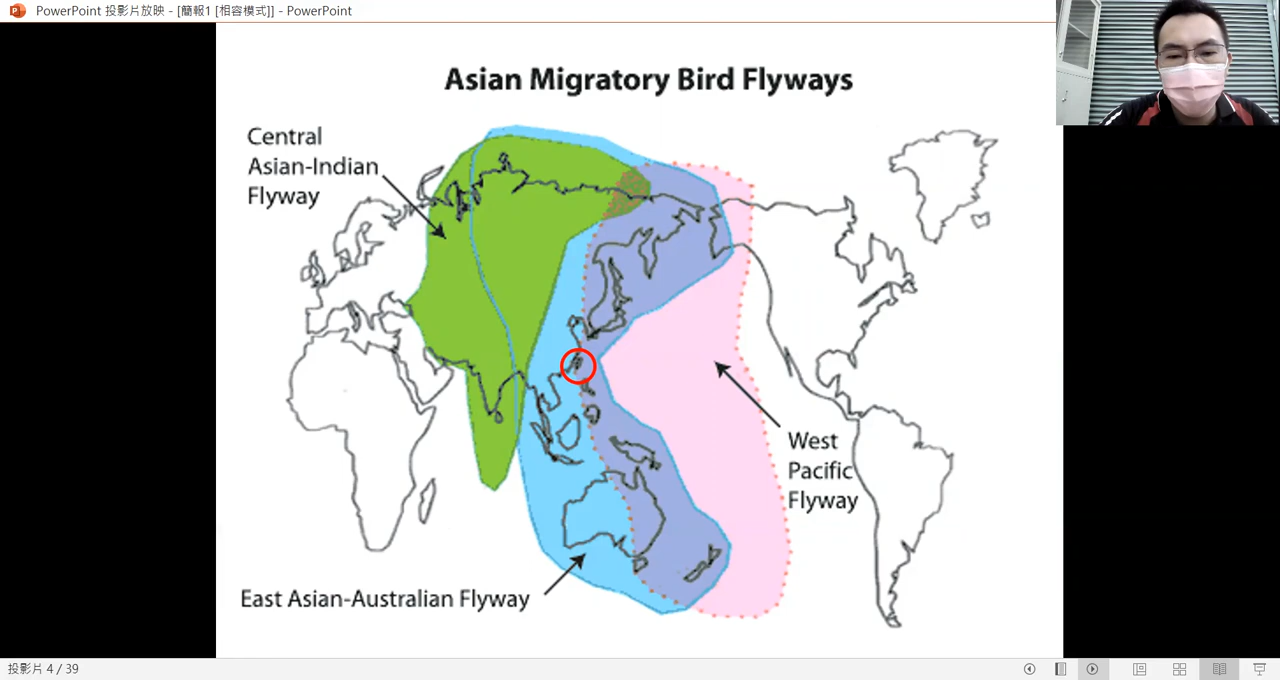 PowerPoint 投影片放映 - [簡報1 [相容模式]] - PowerPoint
Asian Migratory Bird Flyways
Central
Asian-Indian
Flyway
West
Pacific
Flyway
East Asian-Australian Flyway
投影片 4 / 39